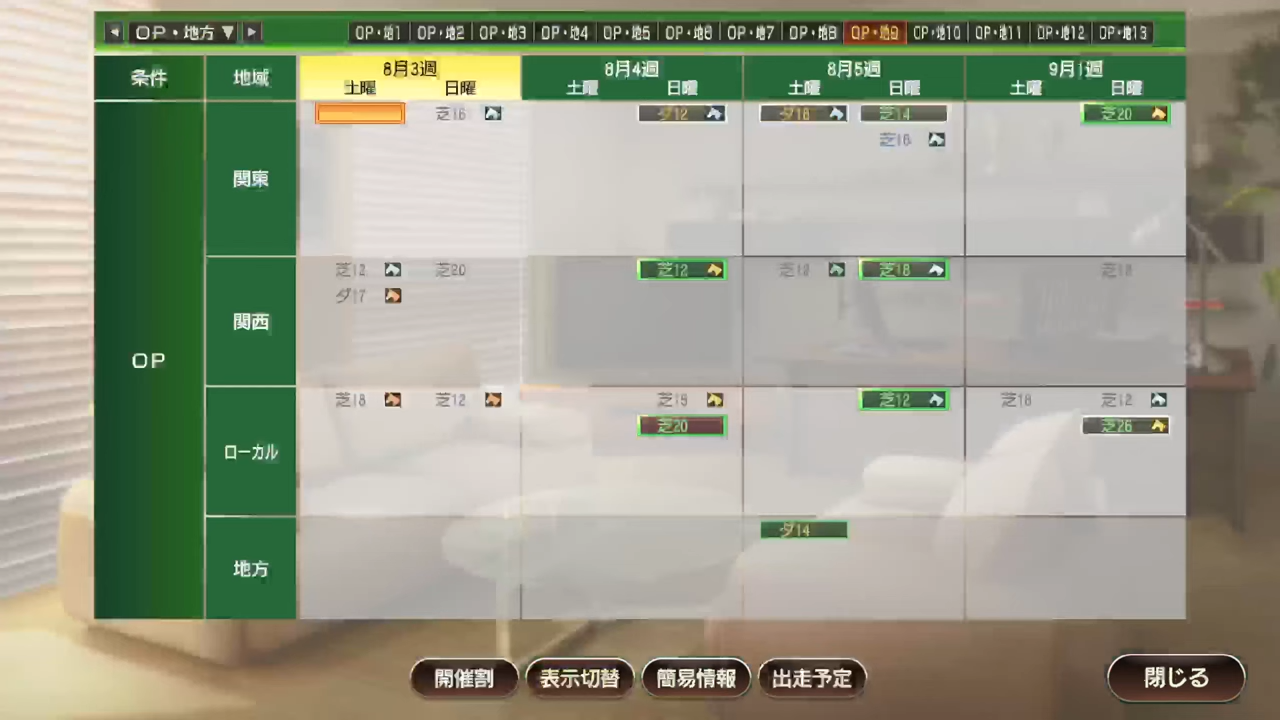 ◀ OP・地方▼ ▶ OP・地1 OP・地2 OP・地3 OP・地4 OP・地5 OP・地6 OP・地7 OP・地8 OP・地9 OP・地10 OP・地11 OP・地12 OP・地13
条件 地域 8月3週 8月4週 8月5週 9月1週
土曜 日曜 土曜 日曜 土曜 日曜 土曜 日曜
OP
関東
芝16 ダ12 ダ18 芝14 芝20
芝16
関西
芝12 芝20 芝12 芝18 芝18
ダ17
ローカル
芝18 芝12 芝12 芝18 芝12
芝20 芝26
地方
ダ14
開催割 表示切替 簡易情報 出走予定 閉じる